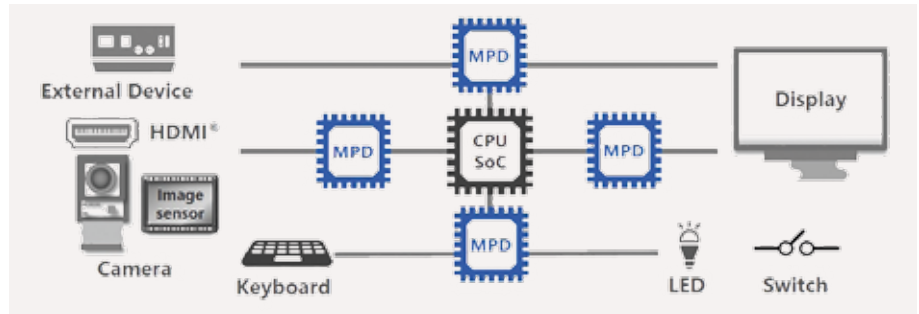 MPD
External Device
Display
HDMI®
MPD
CPU
SoC
MPD
Image
sensor
Camera
Keyboard
MPD
LED
Switch